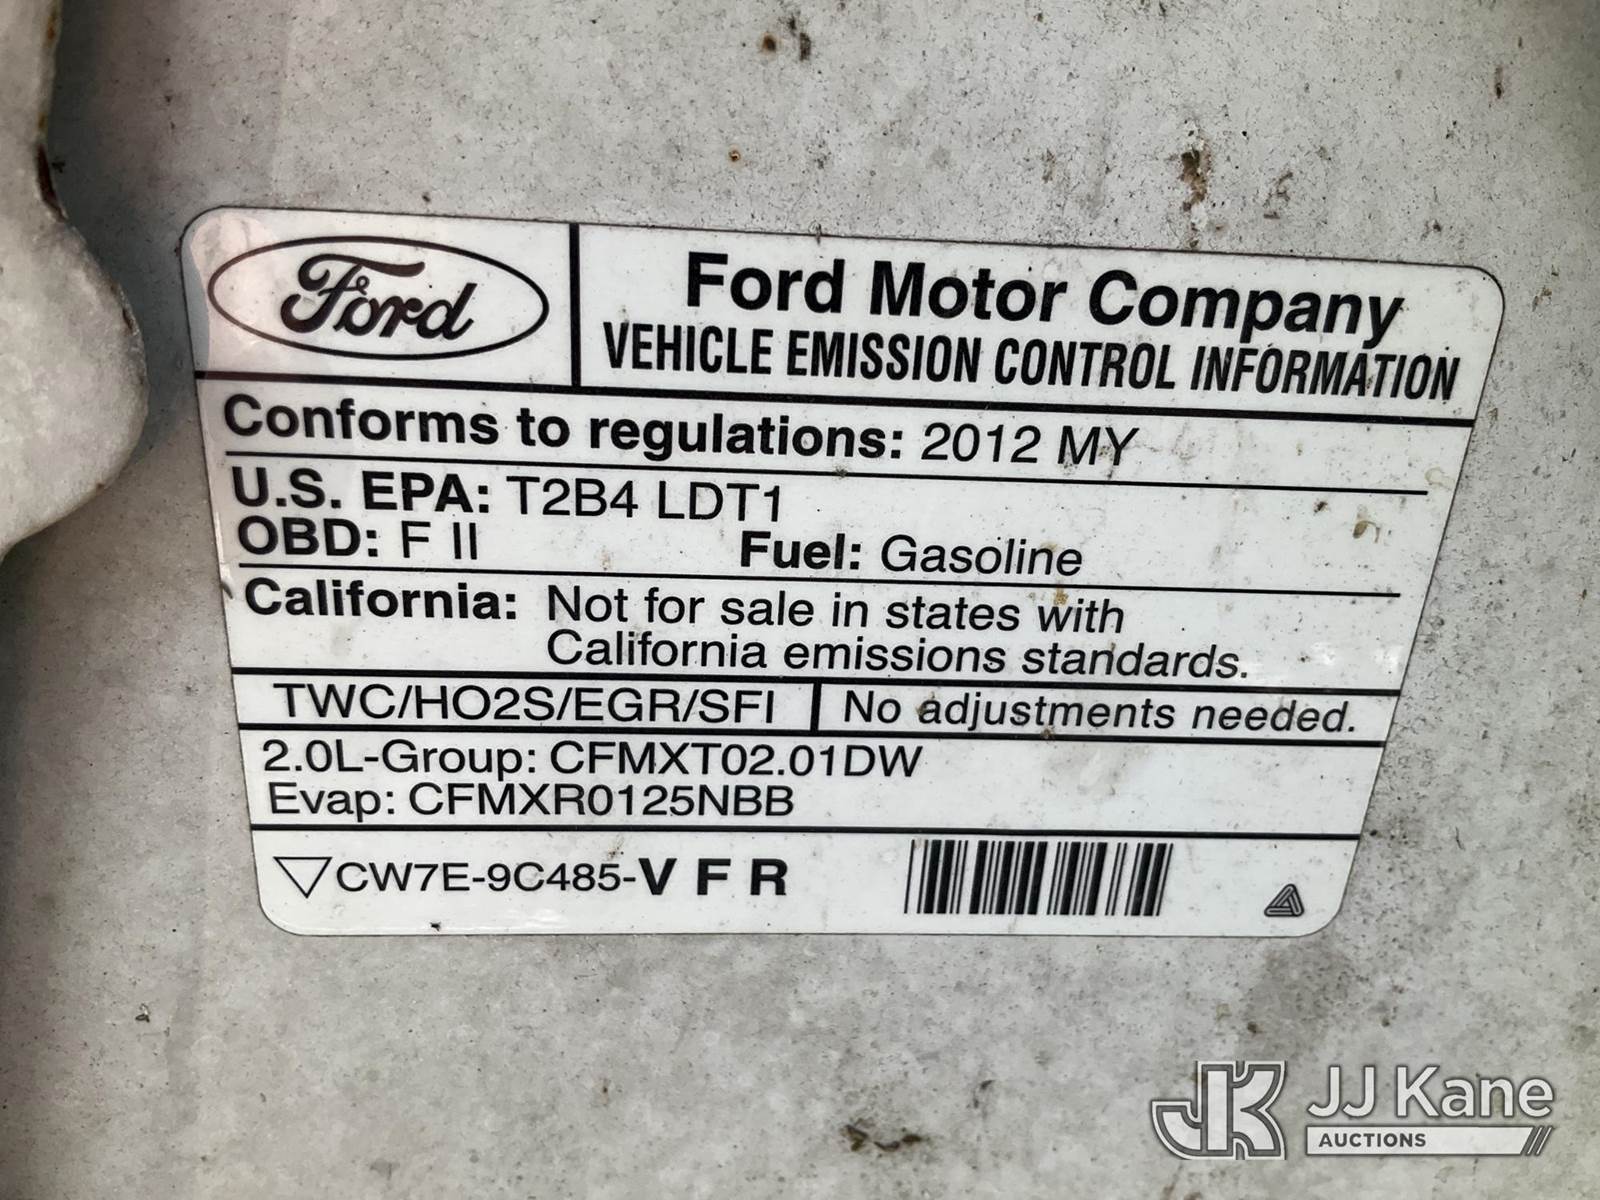 Ford
Ford Motor Company
VEHICLE EMISSION CONTROL INFORMATION
Conforms to regulations: 2012 MY
U.S. EPA: T2B4 LDT1
OBD: F II Fuel: Gasoline
California: Not for sale in states with
California emissions standards.
TWC/HO2S/EGR/SFI No adjustments needed.
2.0L-Group: CFMXT02.01DW
Evap: CFMXR0125NBB
CW7E-9C485-V F R
JK JJ Kane
AUCTIONS